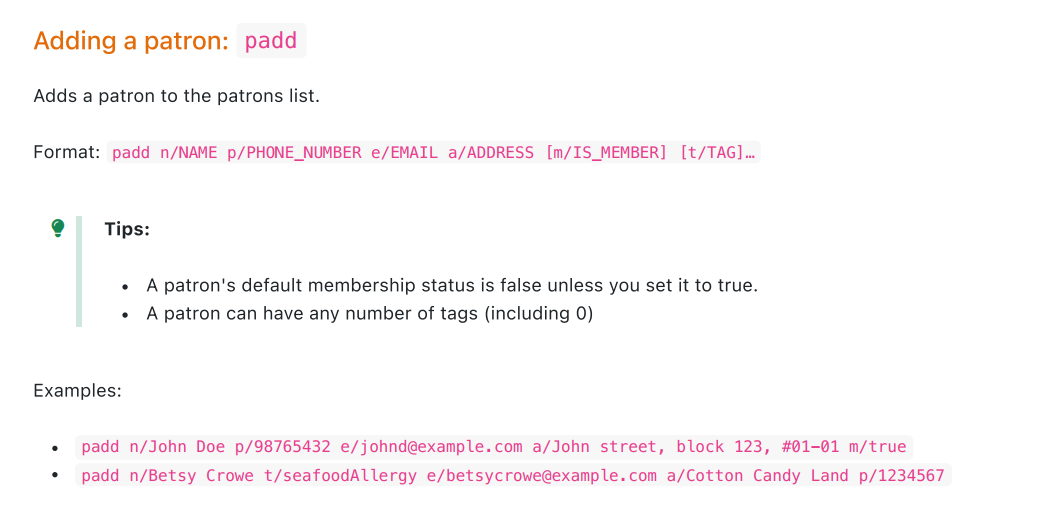 Adding a patron: padd
Adds a patron to the patrons list.
Format: padd n/NAME p/PHONE_NUMBER e/EMAIL a/ADDRESS [m/IS_MEMBER] [t/TAG]…
Tips:
• A patron's default membership status is false unless you set it to true.
• A patron can have any number of tags (including 0)
Examples:
• padd n/John Doe p/98765432 e/johnd@example.com a/John street, block 123, #01-01 m/true
• padd n/Betsy Crowe t/seafoodAllergy e/betsycrowe@example.com a/Cotton Candy Land p/1234567